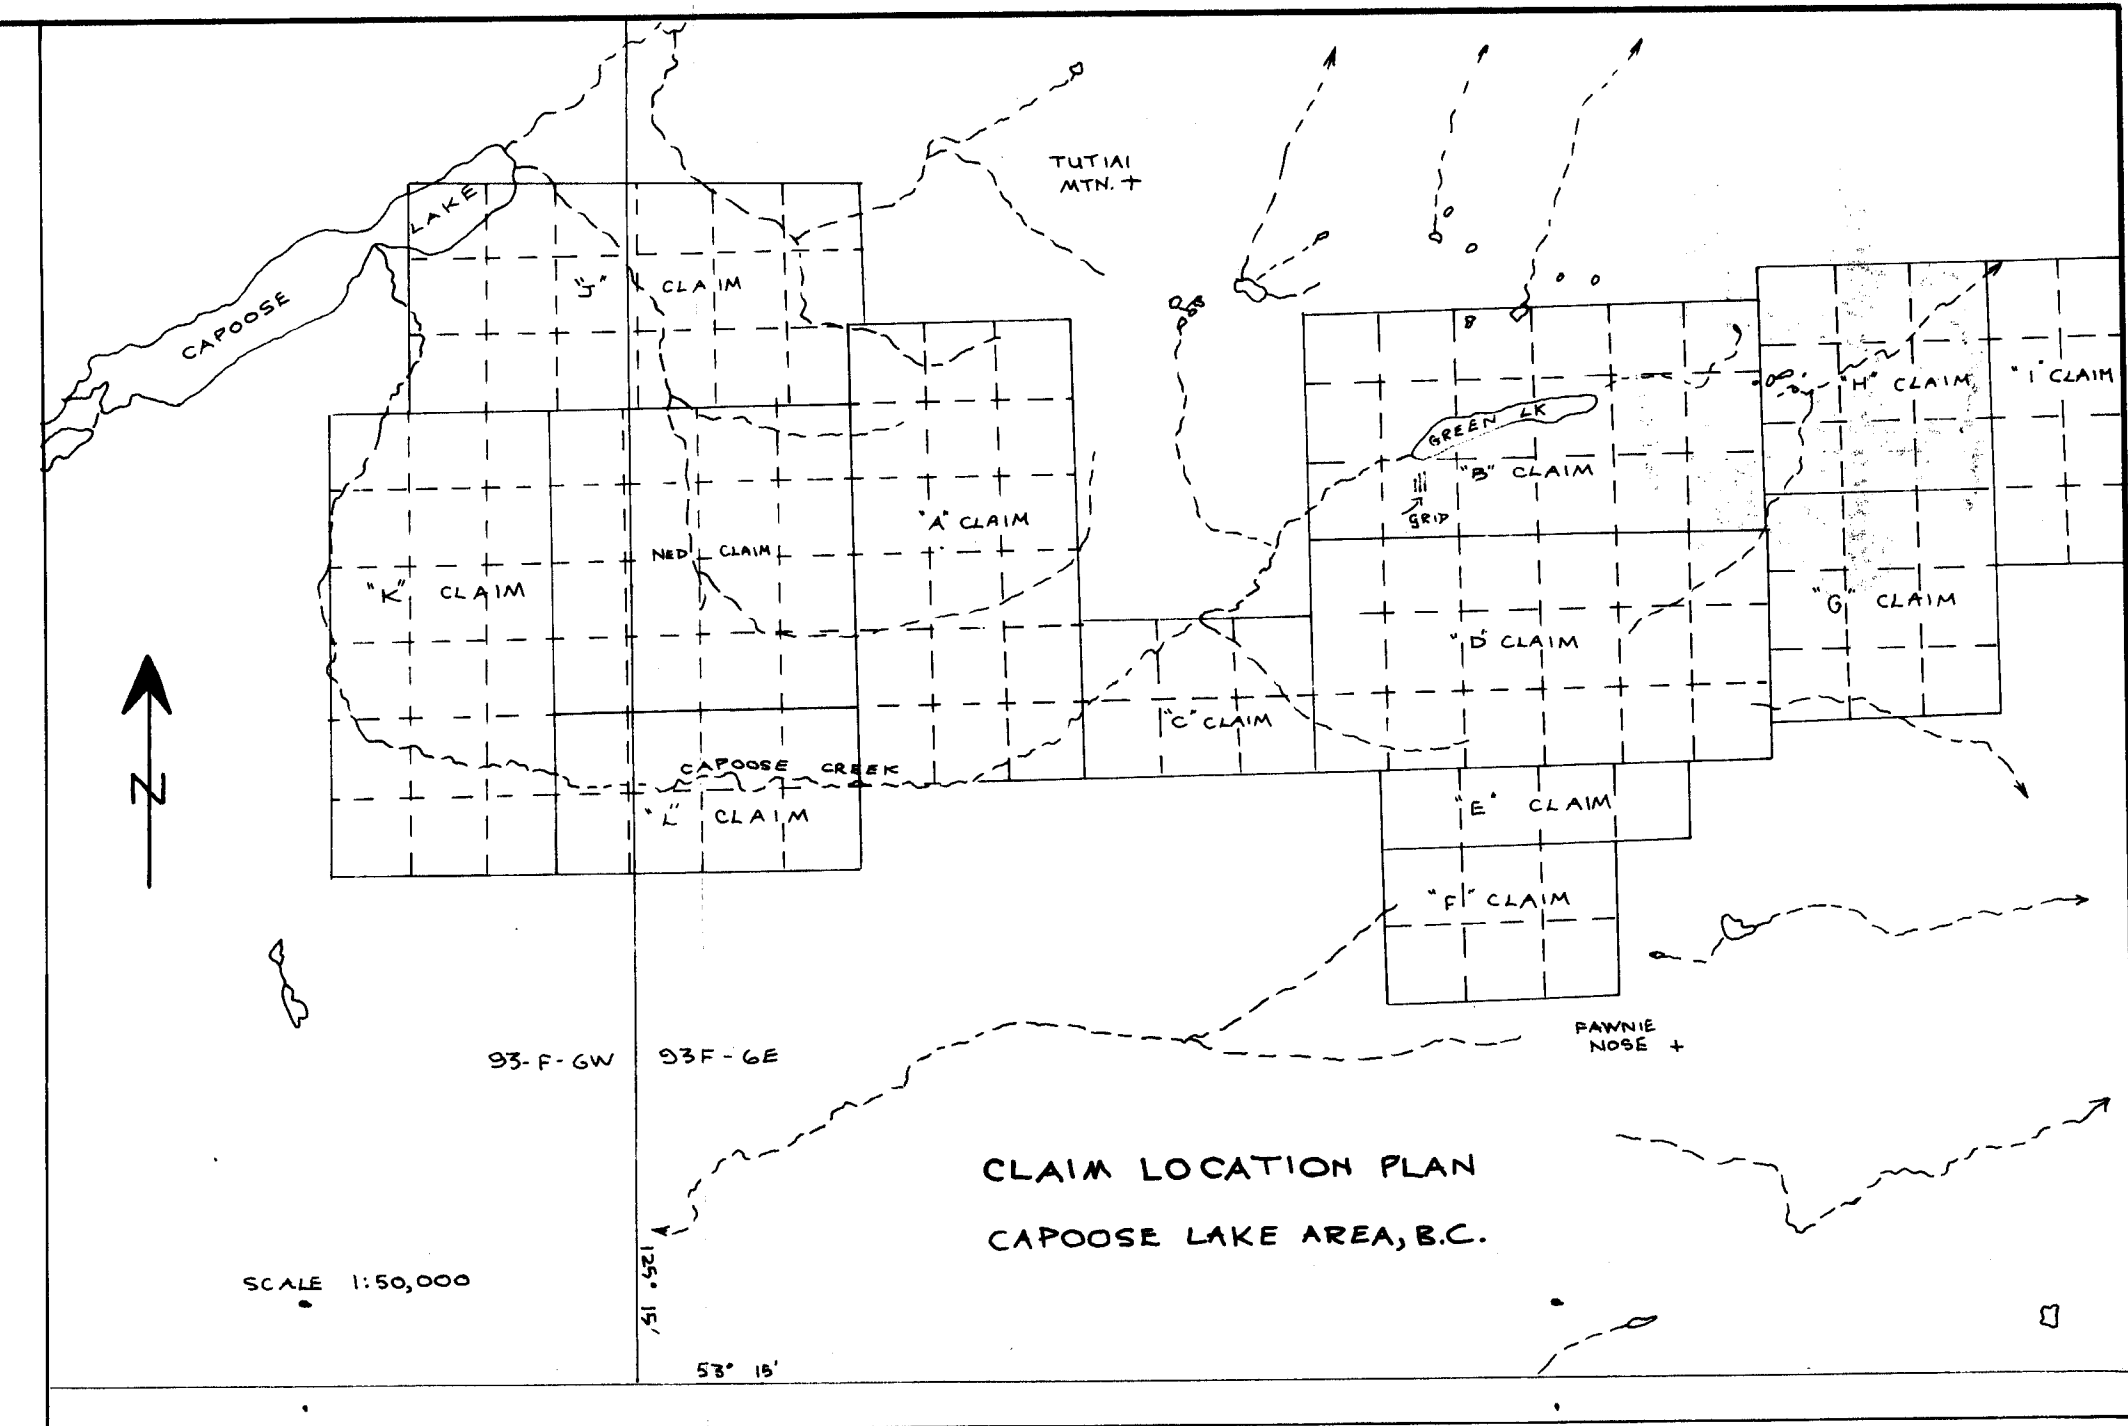 TUTIAI
MTN. +
LAKE
CAPOOSE
"J" CLAIM
"H" CLAIM
"I" CLAIM
GREEN LK
"B" CLAIM
GRID
"A" CLAIM
NED CLAIM
"K" CLAIM
"G" CLAIM
"D" CLAIM
"C" CLAIM
CAPOOSE CREEK
"L" CLAIM
"E" CLAIM
"F" CLAIM
N
FAWNIE
NOSE +
93-F-6W
93F-6E
CLAIM LOCATION PLAN
CAPOOSE LAKE AREA, B.C.
SCALE 1:50,000
125° 15'
53° 15'